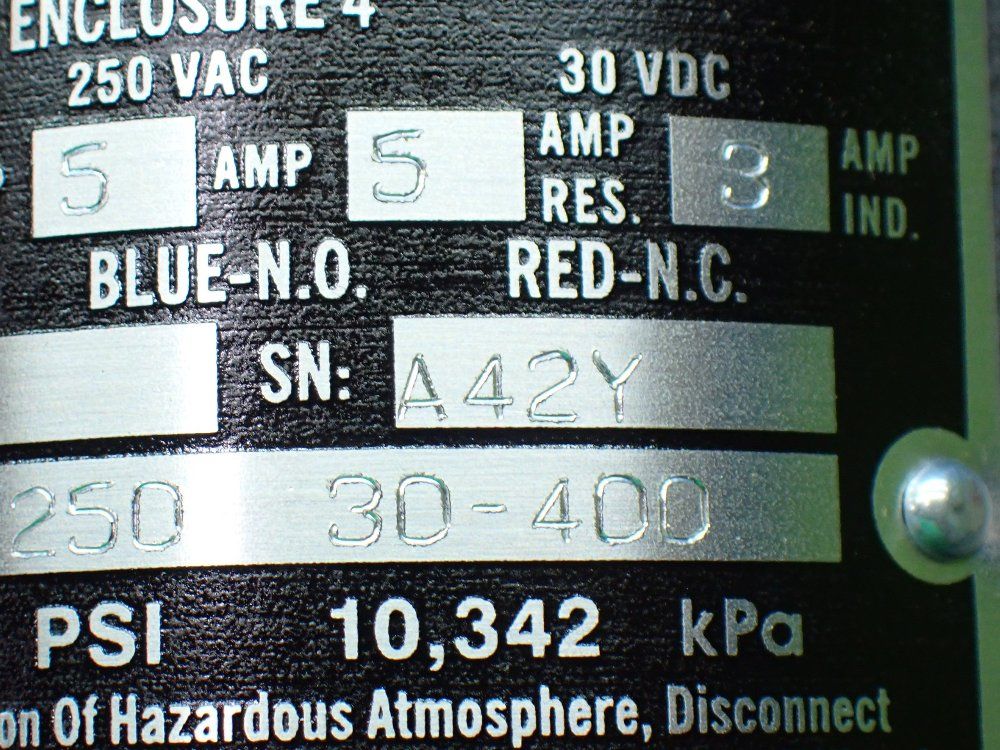 ENCLOSURE 4
250 VAC 30 VDC
5 AMP 5 AMP RES. 3 AMP IND.
BLUE-N.O. RED-N.C.
SN: A42Y
250 30-400
PSI 10,342 kPa
on Of Hazardous Atmosphere, Disconnect